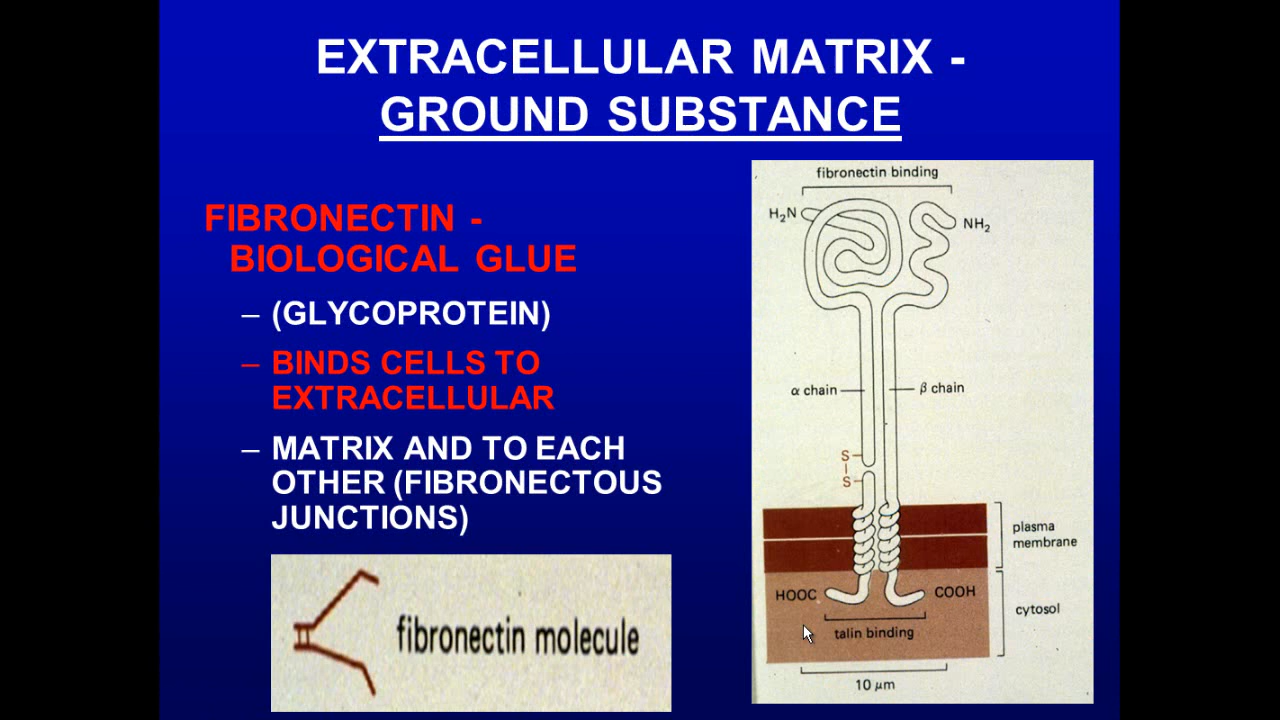 EXTRACELLULAR MATRIX -
GROUND SUBSTANCE
FIBRONECTIN -
BIOLOGICAL GLUE
– (GLYCOPROTEIN)
– BINDS CELLS TO
EXTRACELLULAR
– MATRIX AND TO EACH
OTHER (FIBRONECTOUS
JUNCTIONS)
fibronectin molecule
fibronectin binding
H₂N
NH₂
α chain
β chain
S
S
plasma
membrane
HOOC
COOH
cytosol
talin binding
10 μm